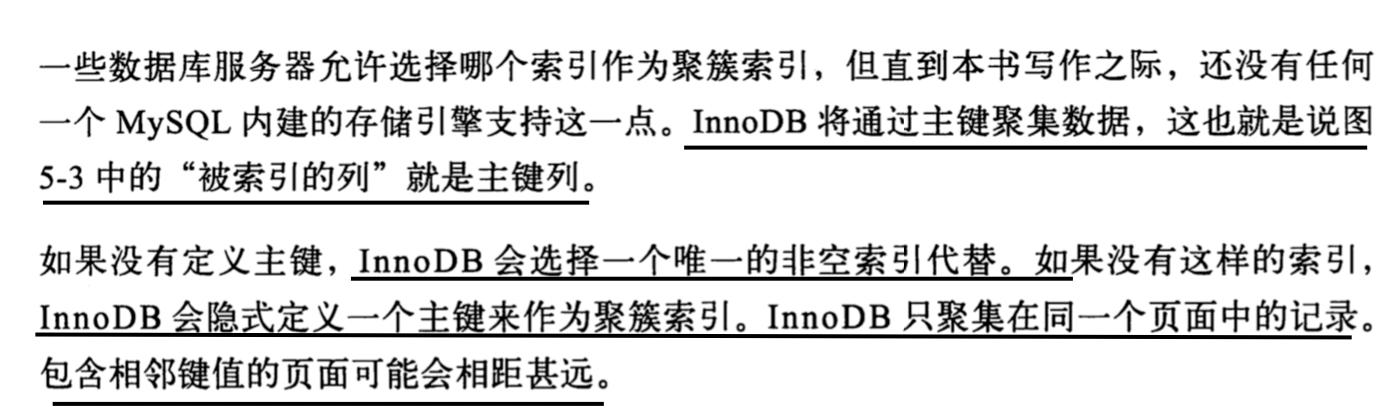 一些数据库服务器允许选择哪个索引作为聚簇索引，但直到本书写作之际，还没有任何
一个 MySQL 内建的存储引擎支持这一点。InnoDB 将通过主键聚集数据，这也就是说图
5-3 中的“被索引的列”就是主键列。
如果没有定义主键，InnoDB 会选择一个唯一的非空索引代替。如果没有这样的索引，
InnoDB 会隐式定义一个主键来作为聚簇索引。InnoDB 只聚集在同一个页面中的记录。
包含相邻键值的页面可能会相距甚远。